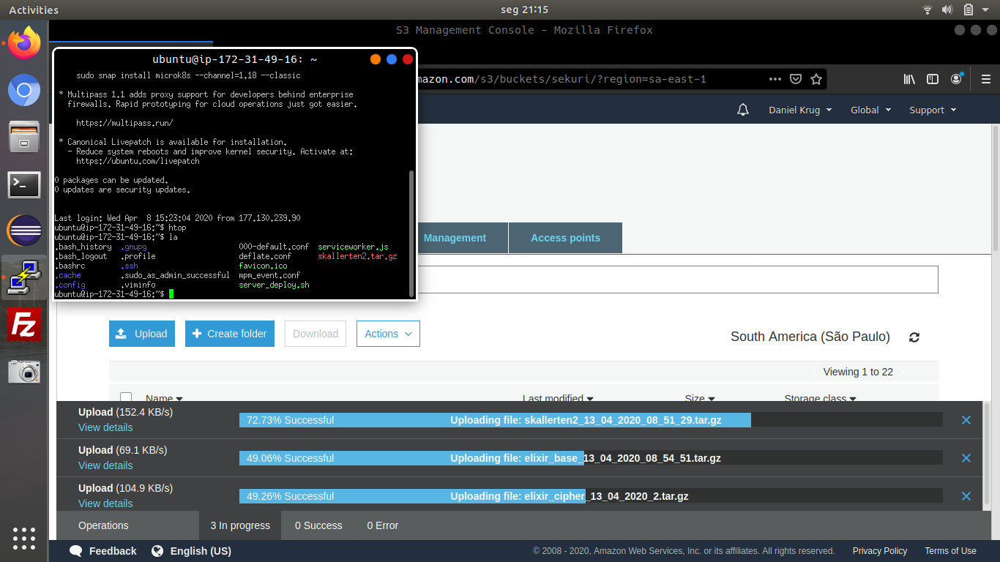 Activities
seg 21:15
S3 Management Console - Mozilla Firefox
ubuntu@ip-172-31-49-16: ~
mazon.com/s3/buckets/sekuri/?region=sa-east-1
Daniel Krug
Global
Support
sudo snap install microk8s --channel=1.18 --classic
* Multipass 1.1 adds proxy support for developers behind enterprise
firewalls. Rapid prototyping for cloud operations just got easier.
https://multipass.run/
* Canonical Livepatch is available for installation.
- Reduce system reboots and improve kernel security. Activate at:
https://ubuntu.com/livepatch
0 packages can be updated.
0 updates are security updates.
Last login: Wed Apr  8 15:23:04 2020 from 177.130.239.90
ubuntu@ip-172-31-49-16:~$ htop
ubuntu@ip-172-31-49-16:~$ la
.bash_history .gnupg 000-default.conf serviceworker.js
.bash_logout .profile deflate.conf skallerten2.tar.gz
.bashrc .ssh favicon.ico
.cache .sudo_as_admin_successful mpm_event.conf
.config .viminfo server_deploy.sh
ubuntu@ip-172-31-49-16:~$
Management
Access points
Upload
Create folder
Download
Actions
South America (São Paulo)
Viewing 1 to 22
Name
Last modified
Size
Storage class
Upload (152.4 KB/s)
View details
72.73% Successful
Uploading file: skallerten2_13_04_2020_08_51_29.tar.gz
Upload (69.1 KB/s)
View details
49.06% Successful
Uploading file: elixir_base_13_04_2020_08_54_51.tar.gz
Upload (104.9 KB/s)
View details
49.26% Successful
Uploading file: elixir_cipher_13_04_2020_2.tar.gz
Operations
3 In progress
0 Success
0 Error
Feedback
English (US)
© 2008 - 2020, Amazon Web Services, Inc. or its affiliates. All rights reserved.
Privacy Policy
Terms of Use
Fz